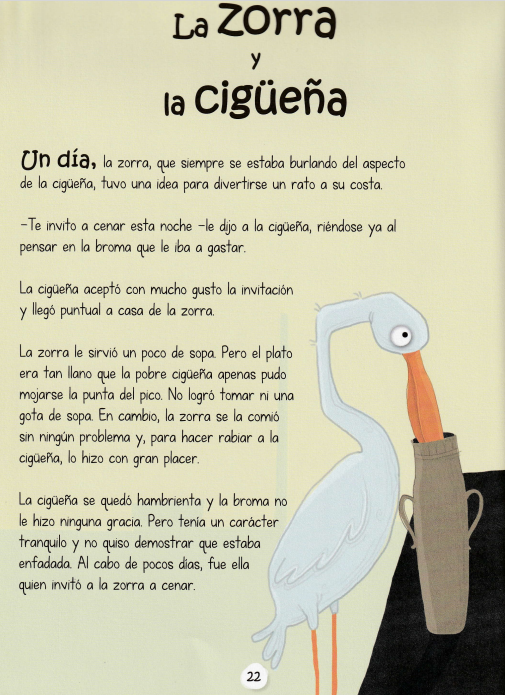 La zorra
y
la cigüeña
Un día, la zorra, que siempre se estaba burlando del aspecto
de la cigüeña, tuvo una idea para divertirse un rato a su costa.
–Te invito a cenar esta noche –le dijo a la cigüeña, riéndose ya al
pensar en la broma que le iba a gastar.
La cigüeña aceptó con mucho gusto la invitación
y llegó puntual a casa de la zorra.
La zorra le sirvió un poco de sopa. Pero el plato
era tan llano que la pobre cigüeña apenas pudo
mojarse la punta del pico. No logró tomar ni una
gota de sopa. En cambio, la zorra se la comió
sin ningún problema y, para hacer rabiar a la
cigüeña, lo hizo con gran placer.
La cigüeña se quedó hambrienta y la broma no
le hizo ninguna gracia. Pero tenía un carácter
tranquilo y no quiso demostrar que estaba
enfadada. Al cabo de pocos días, fue ella
quien invitó a la zorra a cenar.
22